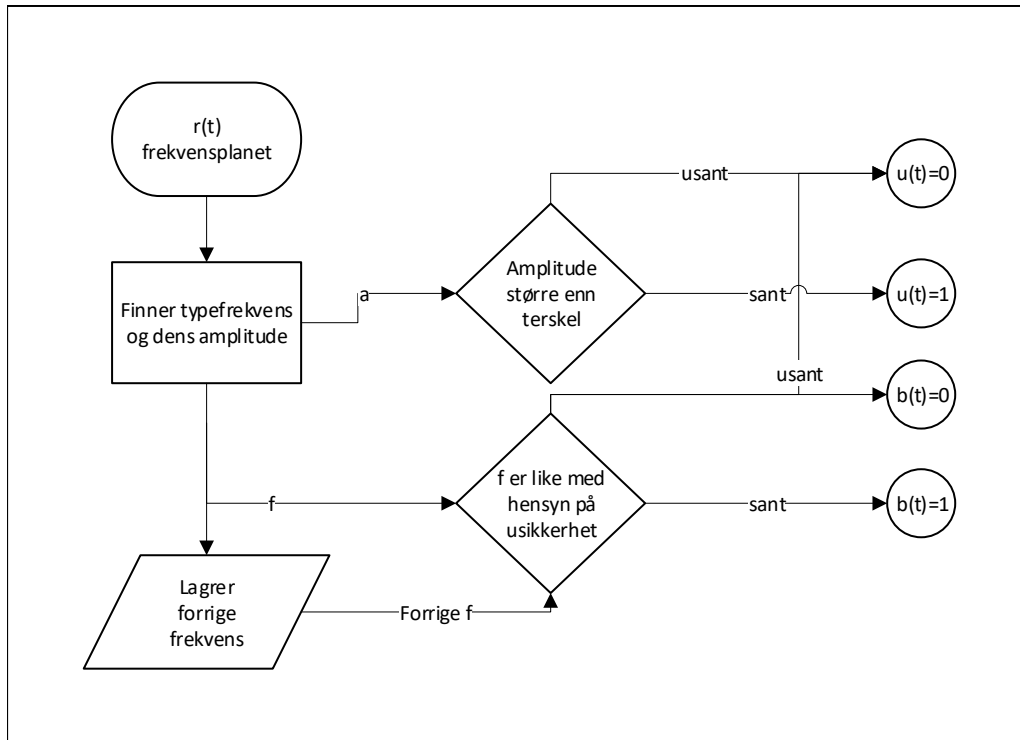 r(t)
frekvensplanet
Finner typefrekvens
og dens amplitude
a
Amplitude
større enn
terskel
usant
u(t)=0
sant
u(t)=1
usant
b(t)=0
f
f er like med
hensyn på
usikkerhet
sant
b(t)=1
Lagrer
forrige
frekvens
Forrige f